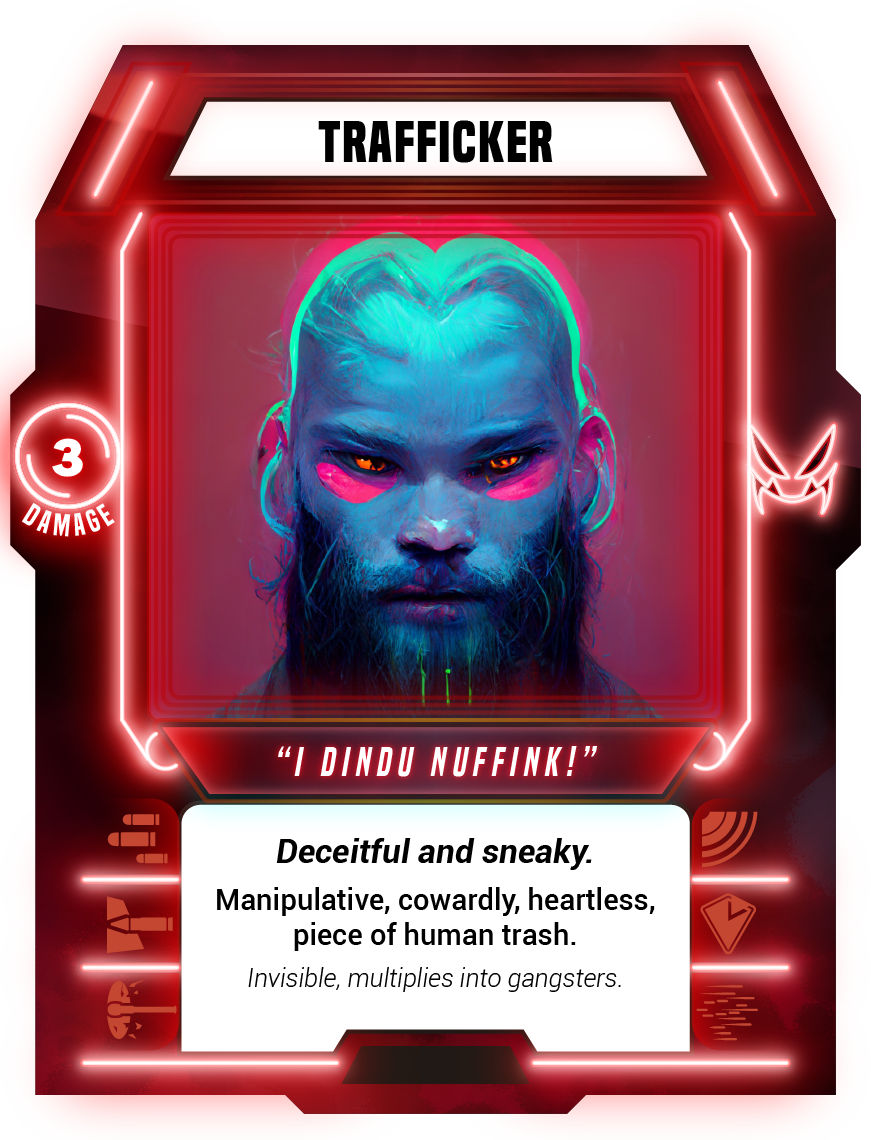 TRAFFICKER
3
DAMAGE
“I DINDU NUFFINK!”
Deceitful and sneaky.
Manipulative, cowardly, heartless,
piece of human trash.
Invisible, multiplies into gangsters.